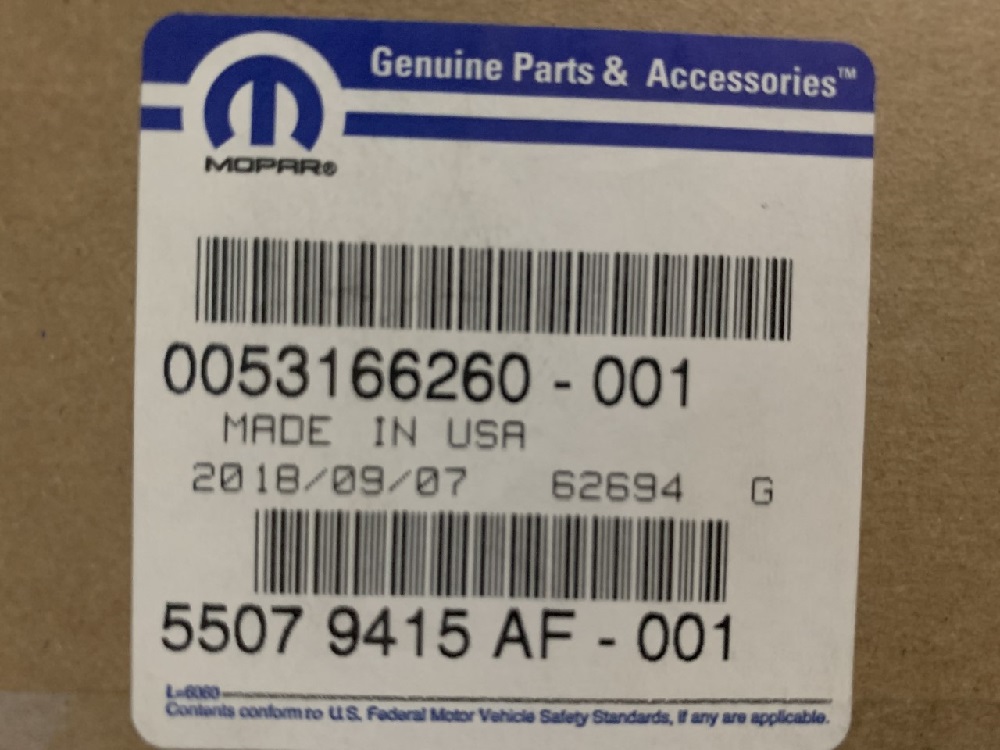 Genuine Parts & Accessories™
MOPAR®
0053166260 - 001
MADE IN USA
2018/09/07 62694 G
5507 9415 AF - 001
L-6060
Contents conform to U.S. Federal Motor Vehicle Safety Standards, if any are applicable.